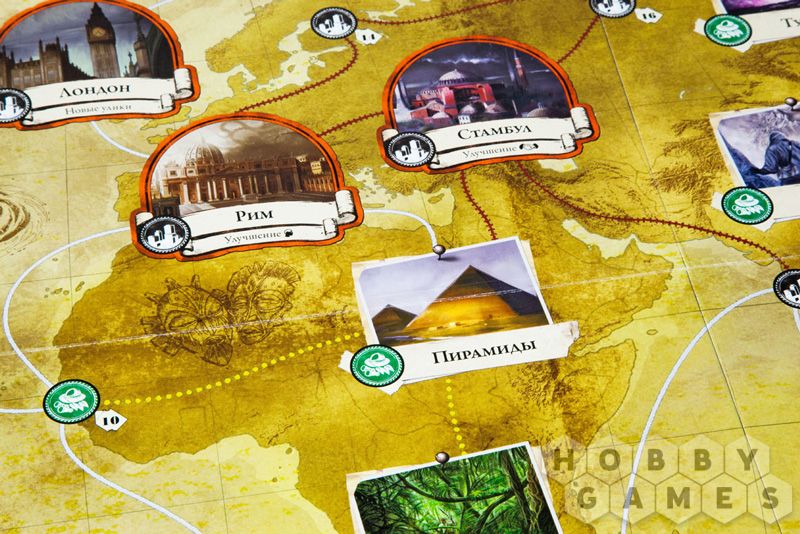 11
16
Лондон
Новые улики
Стамбул
Улучшение
Рим
Улучшение
Пирамиды
10
HOBBY
GAMES